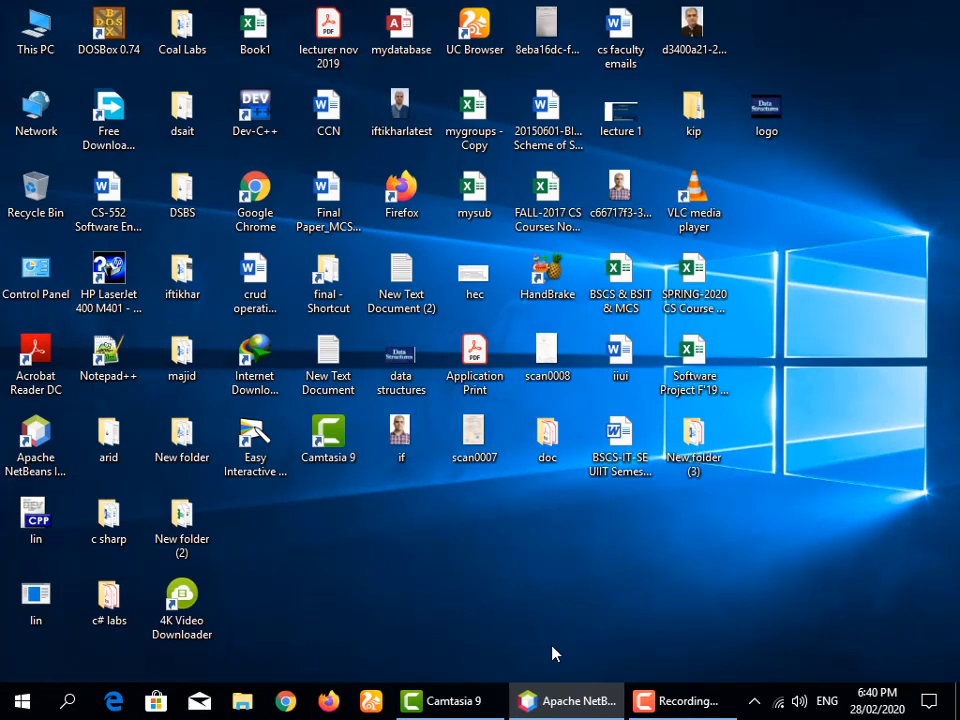 This PC
DOSBox 0.74
Coal Labs
Book1
lecturer nov
2019
mydatabase
UC Browser
8eba16dc-f...
cs faculty
emails
d3400a21-2...
Network
Free
Downloa...
dsait
DEV
Dev-C++
CCN
iftikharlatest
mygroups -
Copy
20150601-BI...
Scheme of S...
lecture 1
kip
Data
Structures
logo
Recycle Bin
CS-552
Software En...
DSBS
Google
Chrome
Final
Paper_MCS...
Firefox
mysub
FALL-2017 CS
Courses No...
c66717f3-3...
VLC media
player
Control Panel
HP LaserJet
400 M401 - ...
iftikhar
crud
operati...
final -
Shortcut
New Text
Document (2)
hec
HandBrake
BSCS & BSIT
& MCS
SPRING-2020
CS Course ...
Acrobat
Reader DC
Notepad++
majid
Internet
Downlo...
New Text
Document
Data
Structures
data
structures
PDF
Application
Print
scan0008
iiui
Software
Project F'19 ...
Apache
NetBeans I...
arid
New folder
Easy
Interactive ...
Camtasia 9
if
scan0007
doc
BSCS-IT-SE
UIIT Semes...
New folder
(3)
CPP
lin
c sharp
New folder
(2)
lin
c# labs
4K Video
Downloader
Camtasia 9
Apache NetB...
Recording...
ENG
6:40 PM
28/02/2020